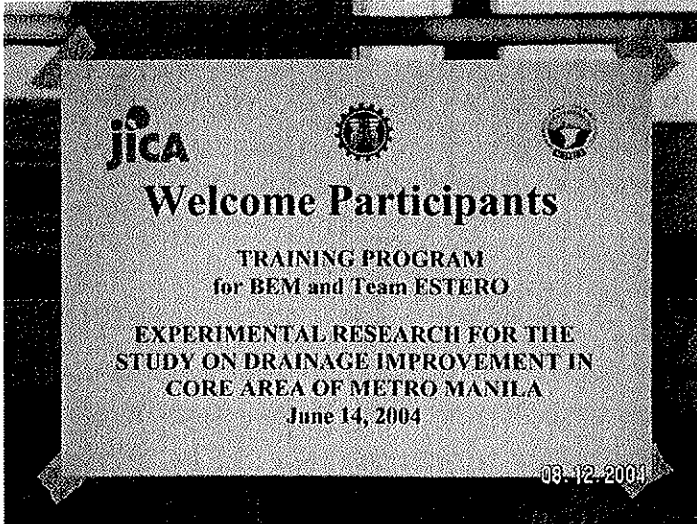 jICA
Welcome Participants
TRAINING PROGRAM
for BEM and Team ESTERO
EXPERIMENTAL RESEARCH FOR THE
STUDY ON DRAINAGE IMPROVEMENT IN
CORE AREA OF METRO MANILA
June 14, 2004
08.12.2004